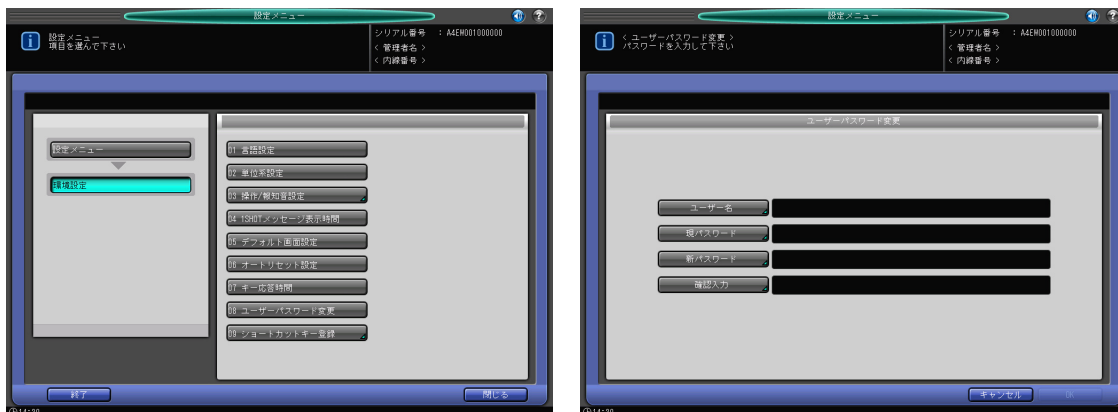 設定メニュー
設定メニュー
項目を選んで下さい
シリアル番号 : A4EM001000000
< 管理者名 >
< 内線番号 >
設定メニュー
環境設定
01 言語設定
02 単位系設定
03 操作/報知音設定
04 1SHOTメッセージ表示時間
05 デフォルト画面設定
06 オートリセット設定
07 キー応答時間
08 ユーザーパスワード変更
09 ショートカットキー登録
終了
閉じる
設定メニュー
< ユーザーパスワード変更 >
パスワードを入力して下さい
シリアル番号 : A4EM001000000
< 管理者名 >
< 内線番号 >
ユーザーパスワード変更
ユーザー名
現パスワード
新パスワード
確認入力
キャンセル
OK